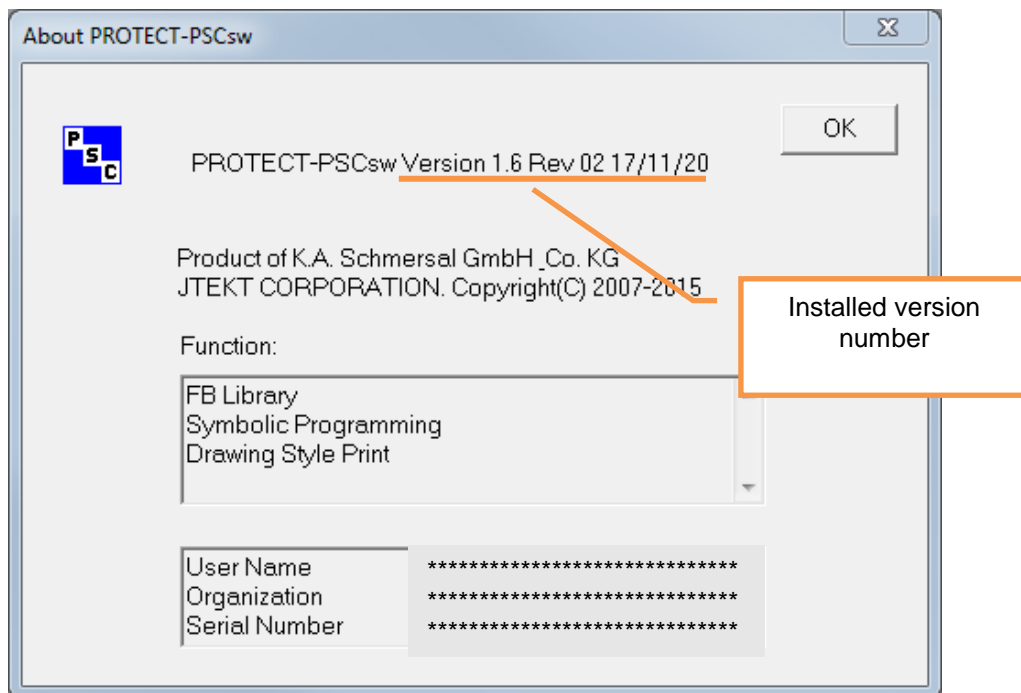 About PROTECT-PSCsw
OK
P
S
C
PROTECT-PSCsw Version 1.6 Rev 02 17/11/20
Product of K.A. Schmersal GmbH _Co. KG
JTEKT CORPORATION. Copyright(C) 2007-2015
Installed version
number
Function:
FB Library
Symbolic Programming
Drawing Style Print
User Name ******************************
Organization ******************************
Serial Number ******************************